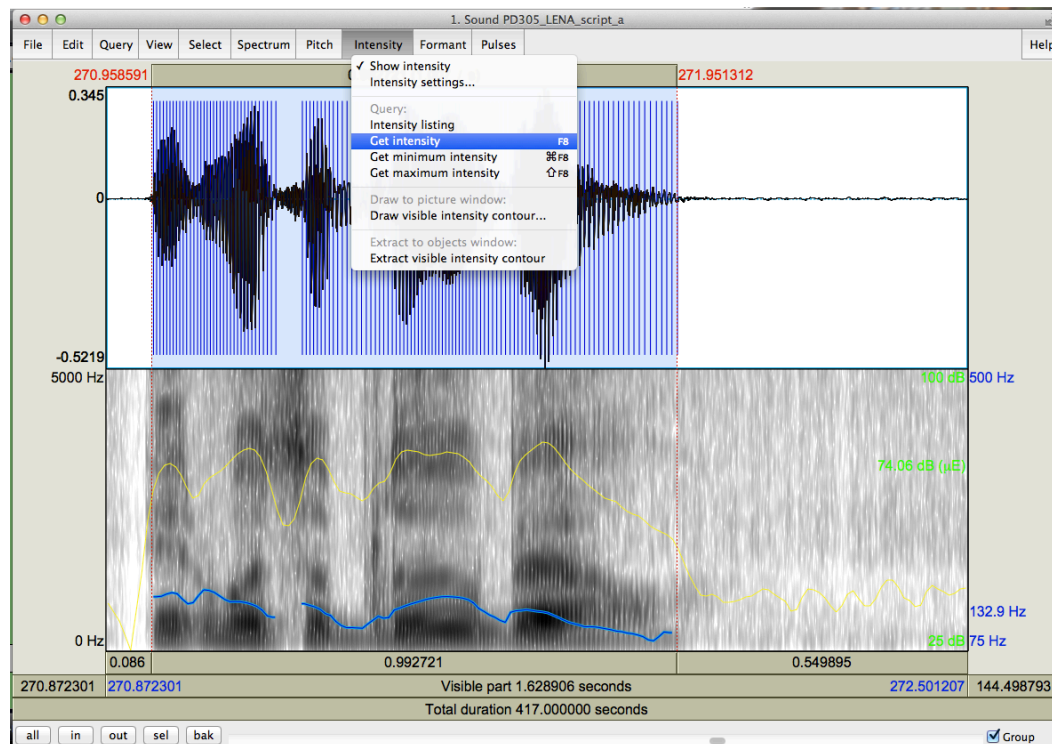 1. Sound PD305_LENA_script_a
File Edit Query View Select Spectrum Pitch Intensity Formant Pulses Help
✓ Show intensity
Intensity settings...
Query:
Intensity listing
Get intensity F8
Get minimum intensity ⌘F8
Get maximum intensity ⇧F8
Draw to picture window:
Draw visible intensity contour...
Extract to objects window:
Extract visible intensity contour
270.958591 271.951312
0.345
0
-0.5219
5000 Hz 100 dB 500 Hz
74.06 dB (µE)
132.9 Hz
0 Hz 25 dB 75 Hz
0.086 0.992721 0.549895
270.872301 270.872301 Visible part 1.628906 seconds 272.501207 144.498793
Total duration 417.000000 seconds
all in out sel bak Group